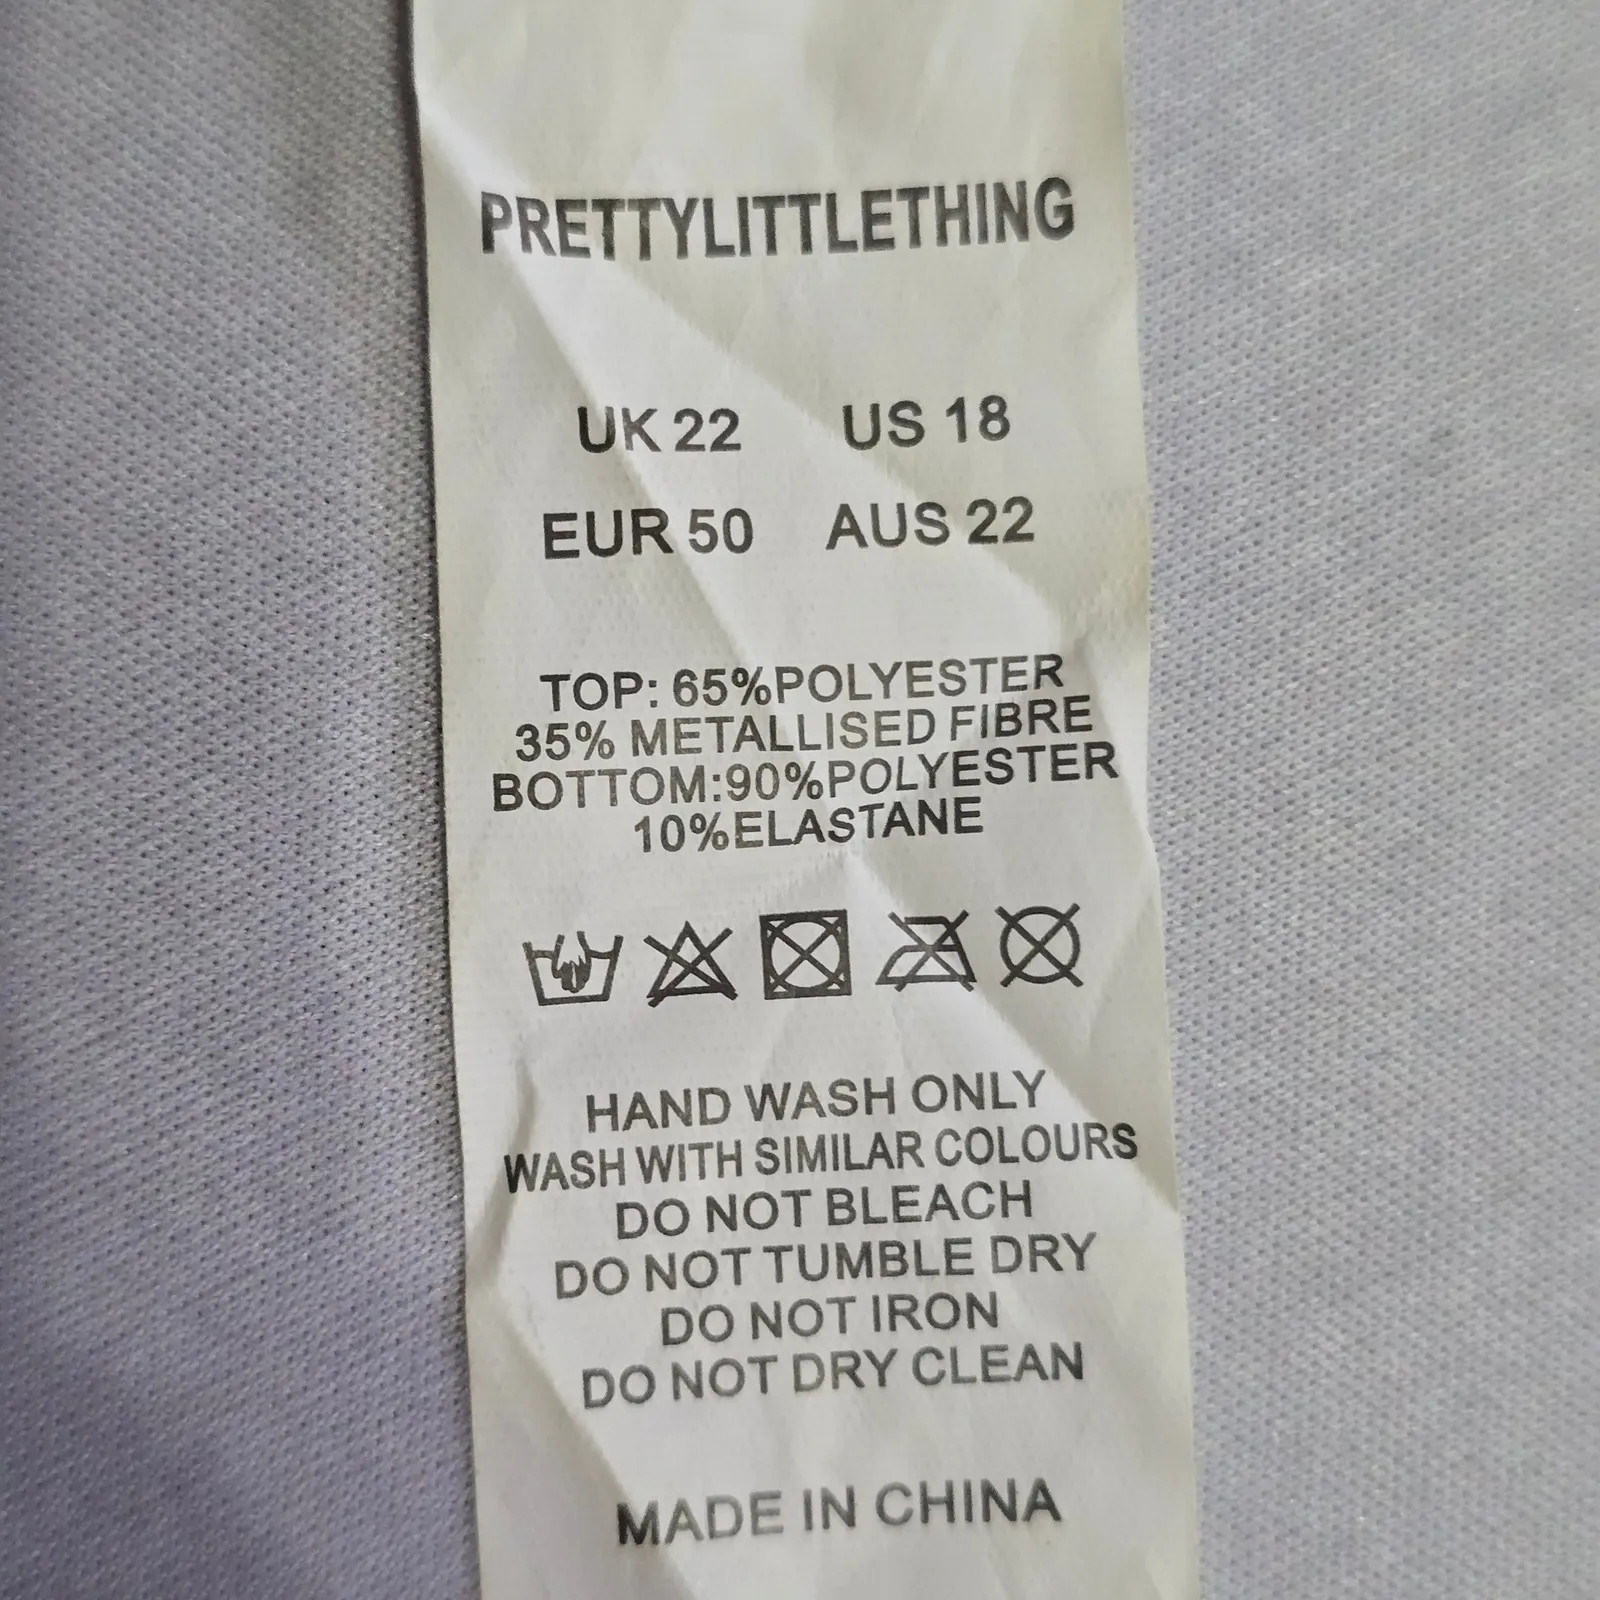 PRETTYLITTLETHING
UK 22 US 18
EUR 50 AUS 22
TOP: 65%POLYESTER
35% METALLISED FIBRE
BOTTOM:90%POLYESTER
10%ELASTANE
HAND WASH ONLY
WASH WITH SIMILAR COLOURS
DO NOT BLEACH
DO NOT TUMBLE DRY
DO NOT IRON
DO NOT DRY CLEAN
MADE IN CHINA